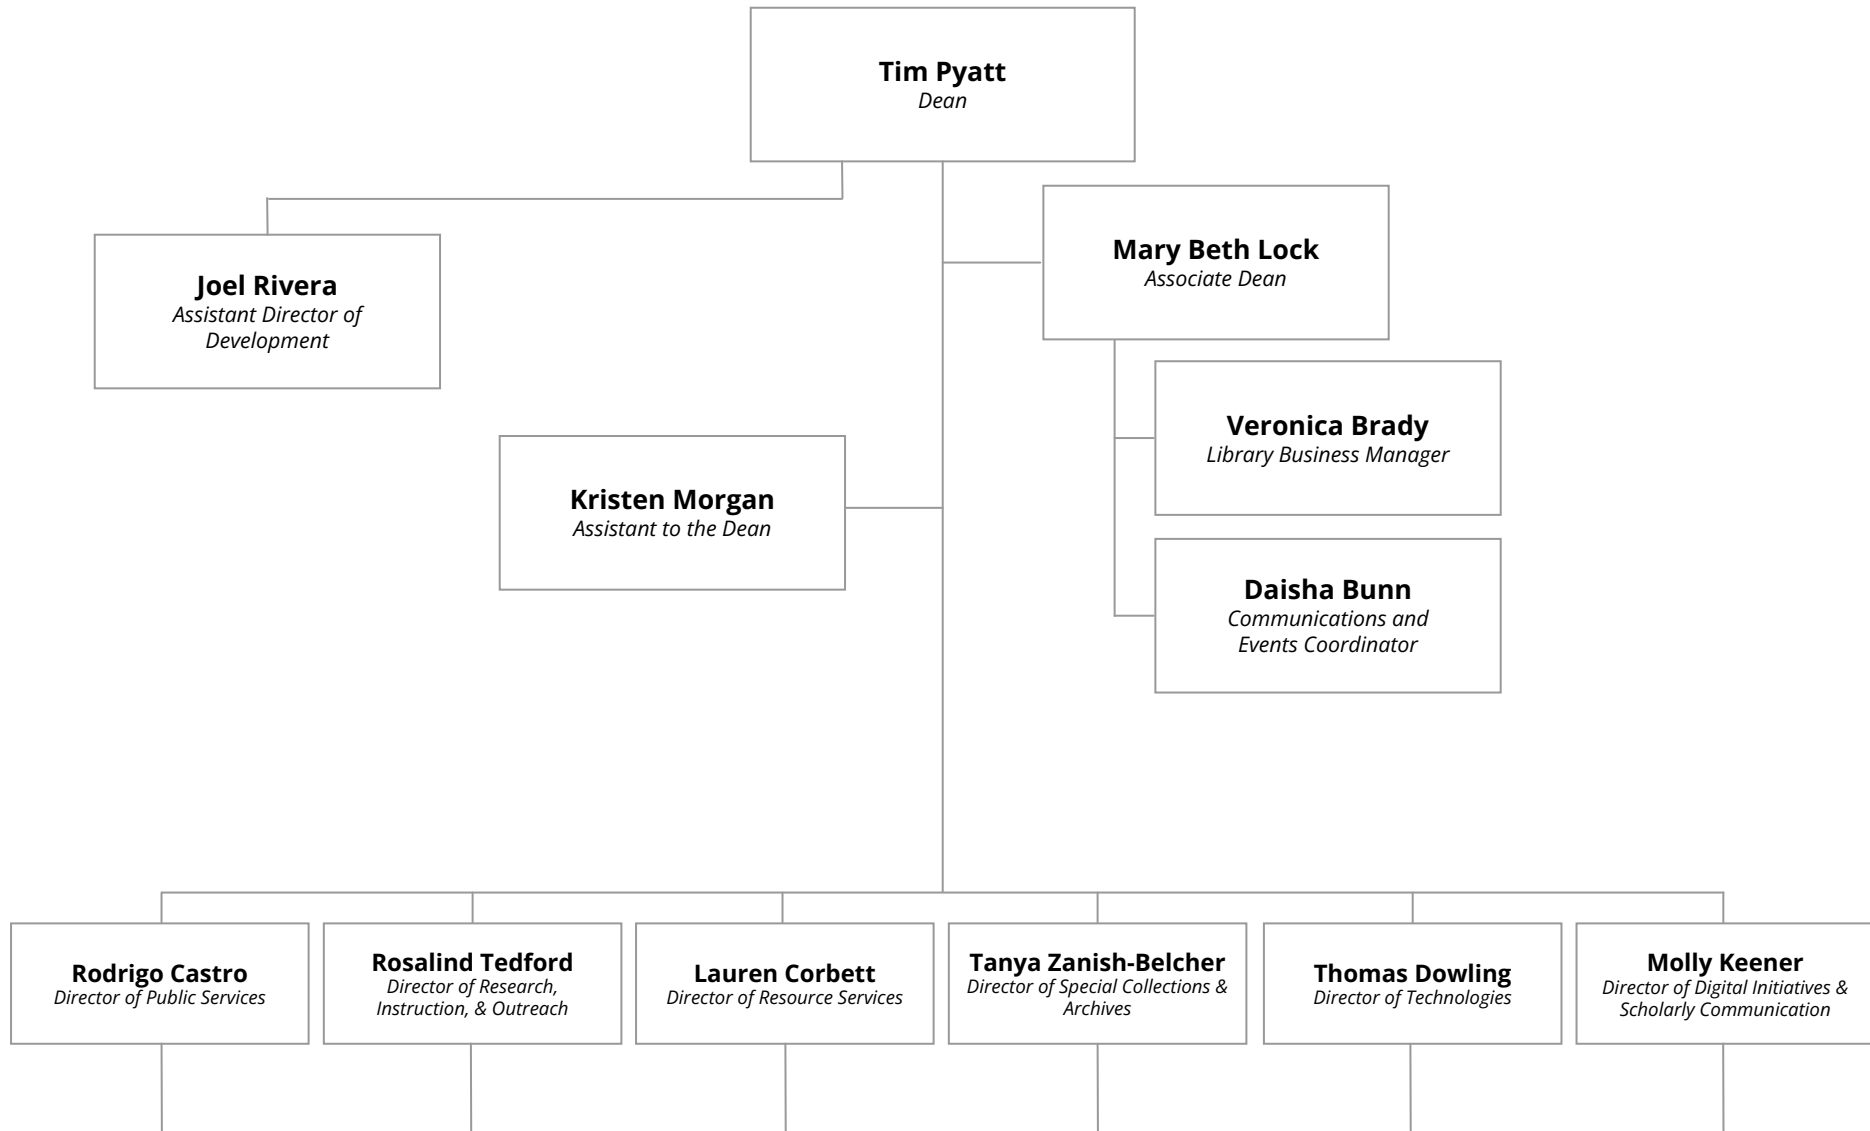 Tim Pyatt
Dean
Mary Beth Lock
Associate Dean
Joel Rivera
Assistant Director of
Development
Veronica Brady
Library Business Manager
Kristen Morgan
Assistant to the Dean
Daisha Bunn
Communications and
Events Coordinator
Rodrigo Castro
Director of Public Services
Rosalind Tedford
Director of Research,
Instruction, & Outreach
Lauren Corbett
Director of Resource Services
Tanya Zanish-Belcher
Director of Special Collections &
Archives
Thomas Dowling
Director of Technologies
Molly Keener
Director of Digital Initiatives &
Scholarly Communication